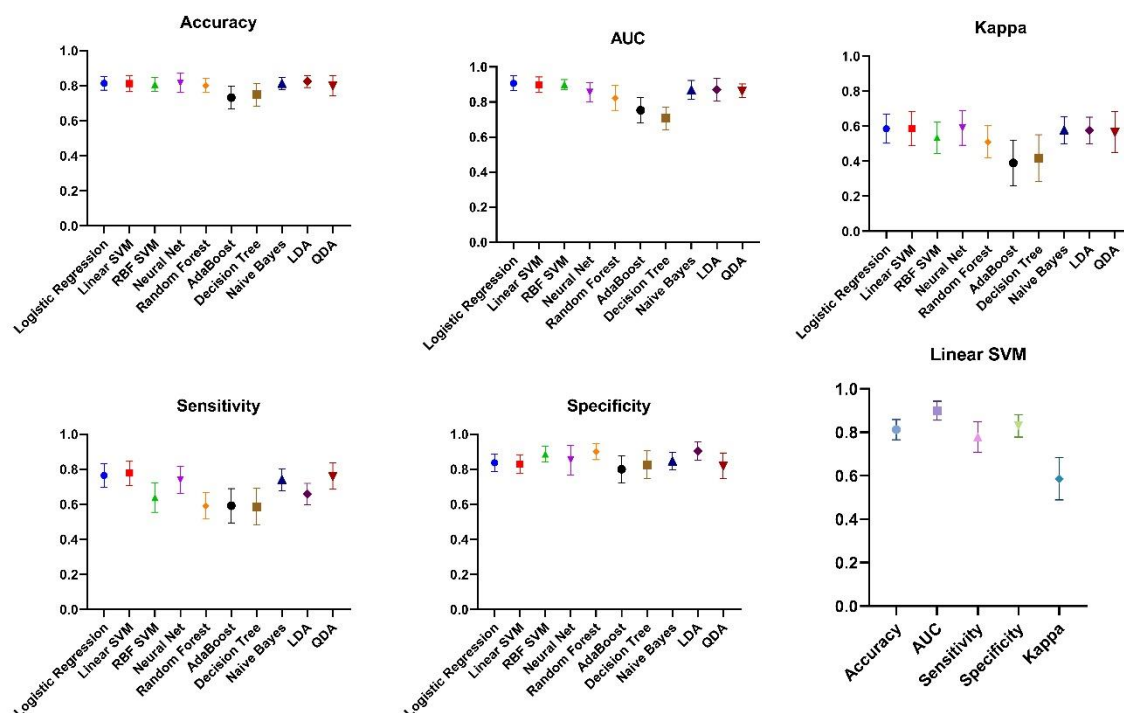 Accuracy
1.0
0.8
0.6
0.4
0.2
0.0
Logistic Regression
Linear SVM
RBF SVM
Neural Net
Random Forest
AdaBoost
Decision Tree
Naive Bayes
LDA
QDA
AUC
1.0
0.8
0.6
0.4
0.2
0.0
Logistic Regression
Linear SVM
RBF SVM
Neural Net
Random Forest
AdaBoost
Decision Tree
Naive Bayes
LDA
QDA
Kappa
1.0
0.8
0.6
0.4
0.2
0.0
Logistic Regression
Linear SVM
RBF SVM
Neural Net
Random Forest
AdaBoost
Decision Tree
Naive Bayes
LDA
QDA
Sensitivity
1.0
0.8
0.6
0.4
0.2
0.0
Logistic Regression
Linear SVM
RBF SVM
Neural Net
Random Forest
AdaBoost
Decision Tree
Naive Bayes
LDA
QDA
Specificity
1.0
0.8
0.6
0.4
0.2
0.0
Logistic Regression
Linear SVM
RBF SVM
Neural Net
Random Forest
AdaBoost
Decision Tree
Naive Bayes
LDA
QDA
Linear SVM
1.0
0.8
0.6
0.4
0.2
0.0
Accuracy
AUC
Sensitivity
Specificity
Kappa